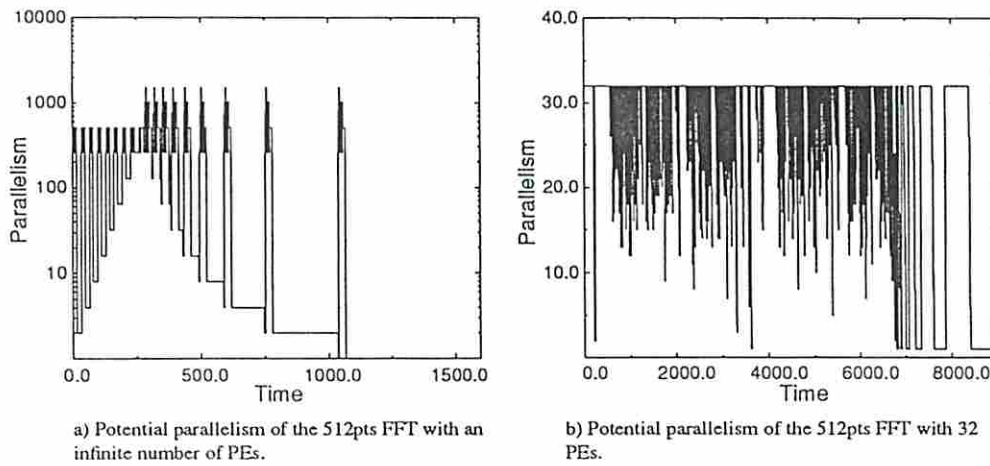 10000
1000
100
10
Parallelism
0.0
500.0
1000.0
1500.0
Time
a) Potential parallelism of the 512pts FFT with an
infinite number of PEs.
40.0
30.0
20.0
10.0
Parallelism
0.0
2000.0
4000.0
6000.0
8000.0
Time
b) Potential parallelism of the 512pts FFT with 32
PEs.